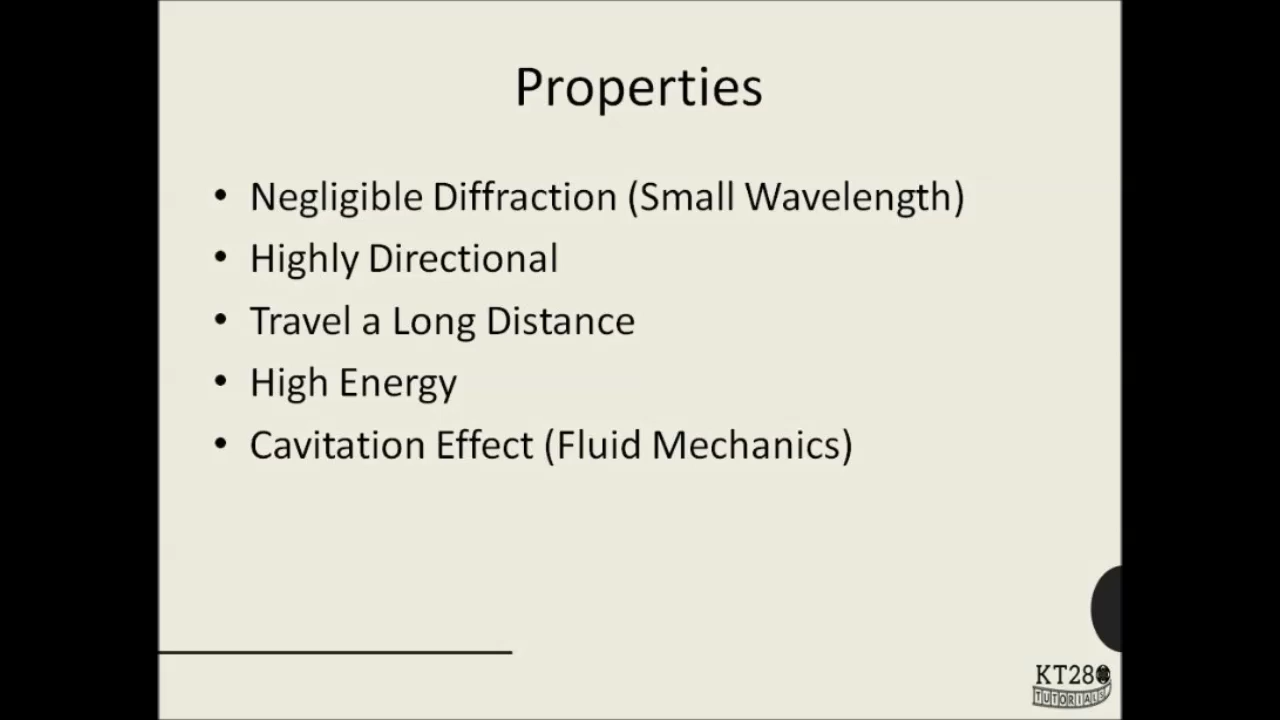 Properties
• Negligible Diffraction (Small Wavelength)
• Highly Directional
• Travel a Long Distance
• High Energy
• Cavitation Effect (Fluid Mechanics)
KT280
TUTORIALS